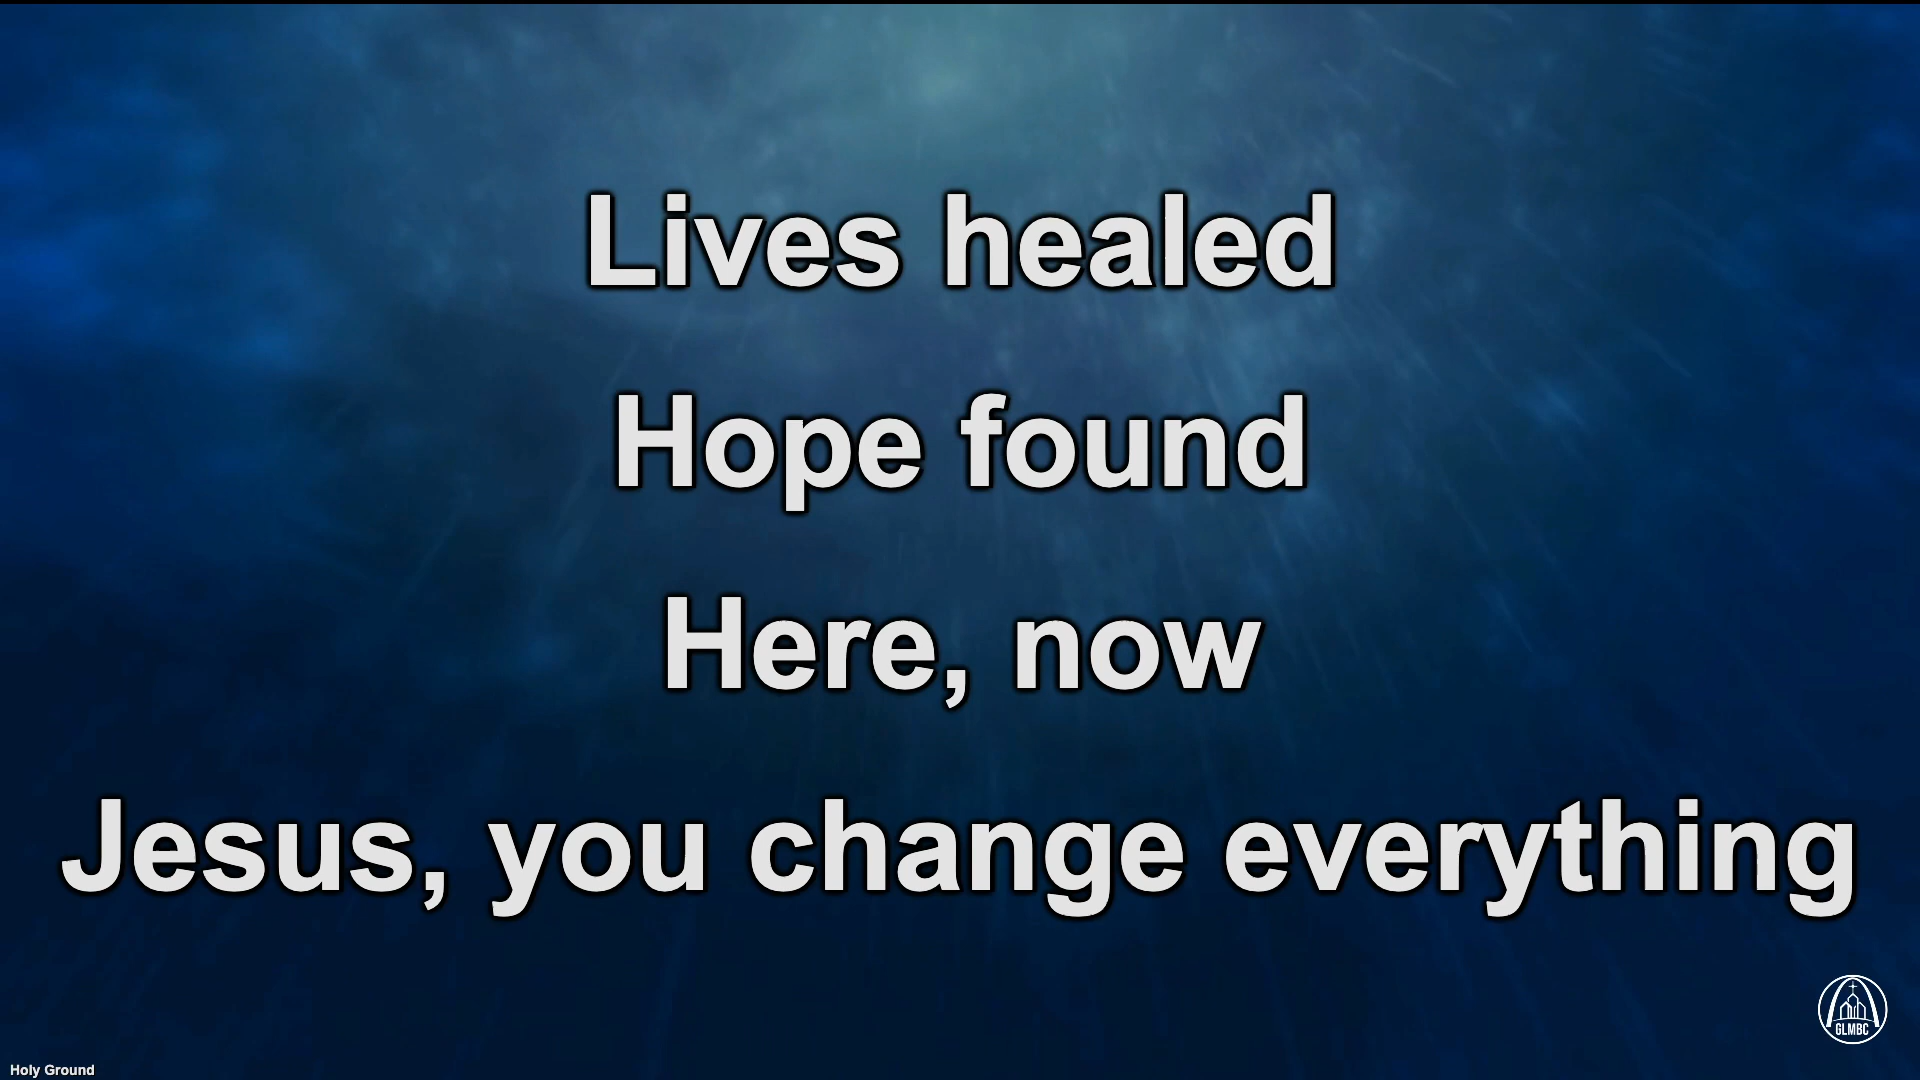 Lives healed
Hope found
Here, now
Jesus, you change everything
GLMBC
Holy Ground